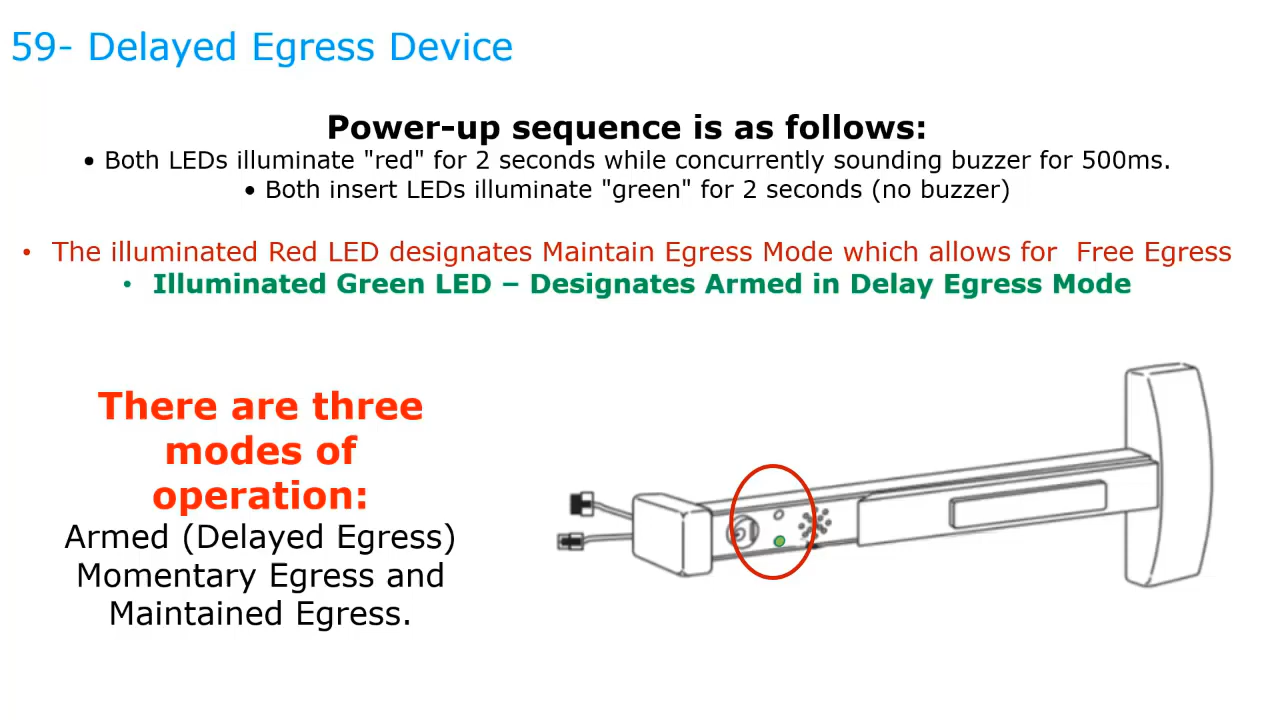 59- Delayed Egress Device
Power-up sequence is as follows:
• Both LEDs illuminate "red" for 2 seconds while concurrently sounding buzzer for 500ms.
• Both insert LEDs illuminate "green" for 2 seconds (no buzzer)
• The illuminated Red LED designates Maintain Egress Mode which allows for  Free Egress
• Illuminated Green LED – Designates Armed in Delay Egress Mode
There are three
modes of
operation:
Armed (Delayed Egress)
Momentary Egress and
Maintained Egress.